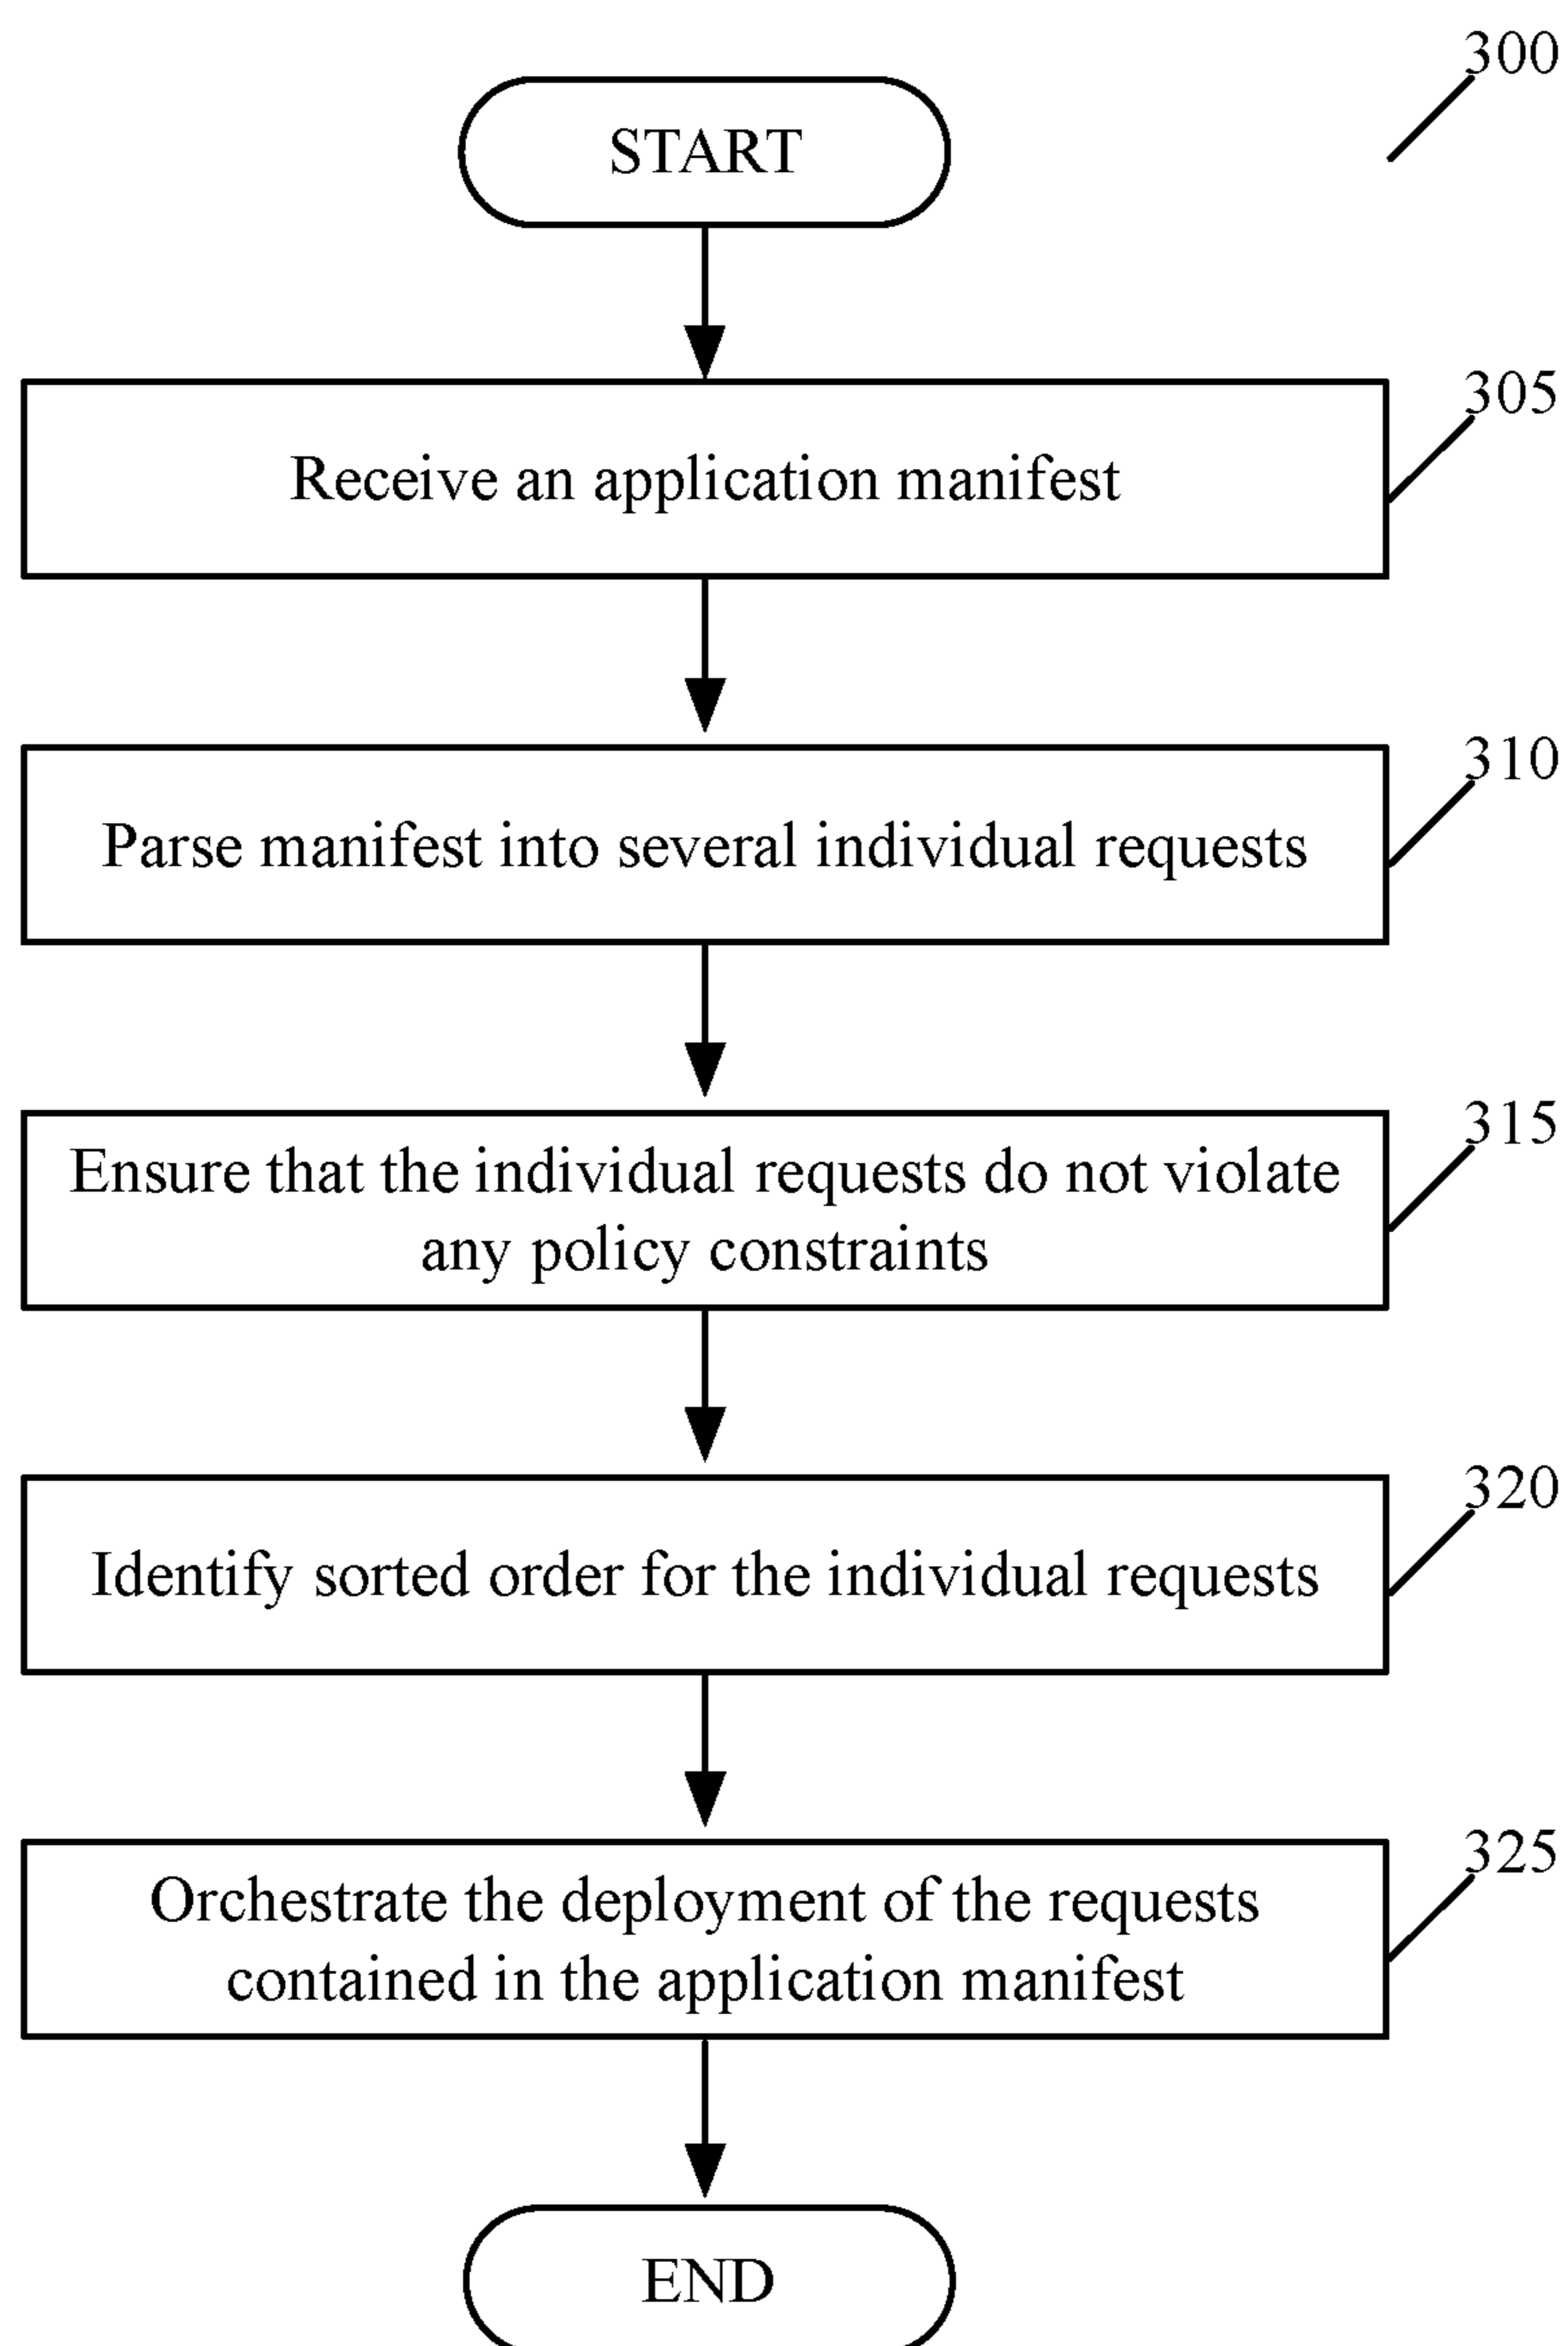 300
START
305
Receive an application manifest
310
Parse manifest into several individual requests
315
Ensure that the individual requests do not violate
any policy constraints
320
Identify sorted order for the individual requests
325
Orchestrate the deployment of the requests
contained in the application manifest
END